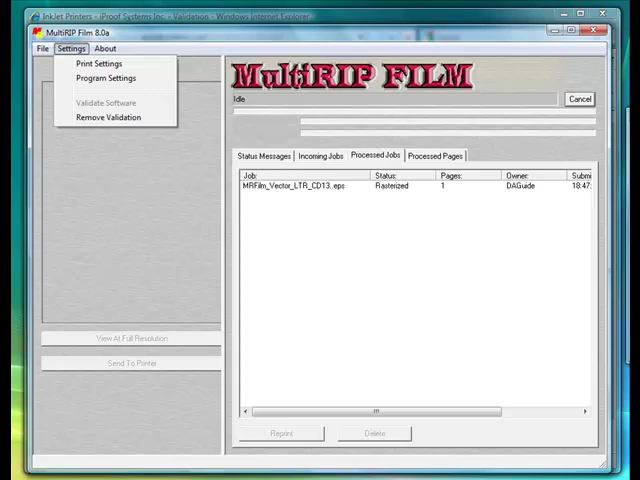 InkJet Printers - iProof Systems Inc. - Validation - Windows Internet Explorer
MultiRIP Film 8.0a
File Settings About
Print Settings
Program Settings
Validate Software
Remove Validation
MultiRIP FILM
Idle
Cancel
Status Messages Incoming Jobs Processed Jobs Processed Pages
Job: Status: Pages: Owner: Submi
MRFilm_Vector_LTR_CD13..eps Rasterized 1 DAGuide 18:47:
View At Full Resolution
Send To Printer
Reprint Delete